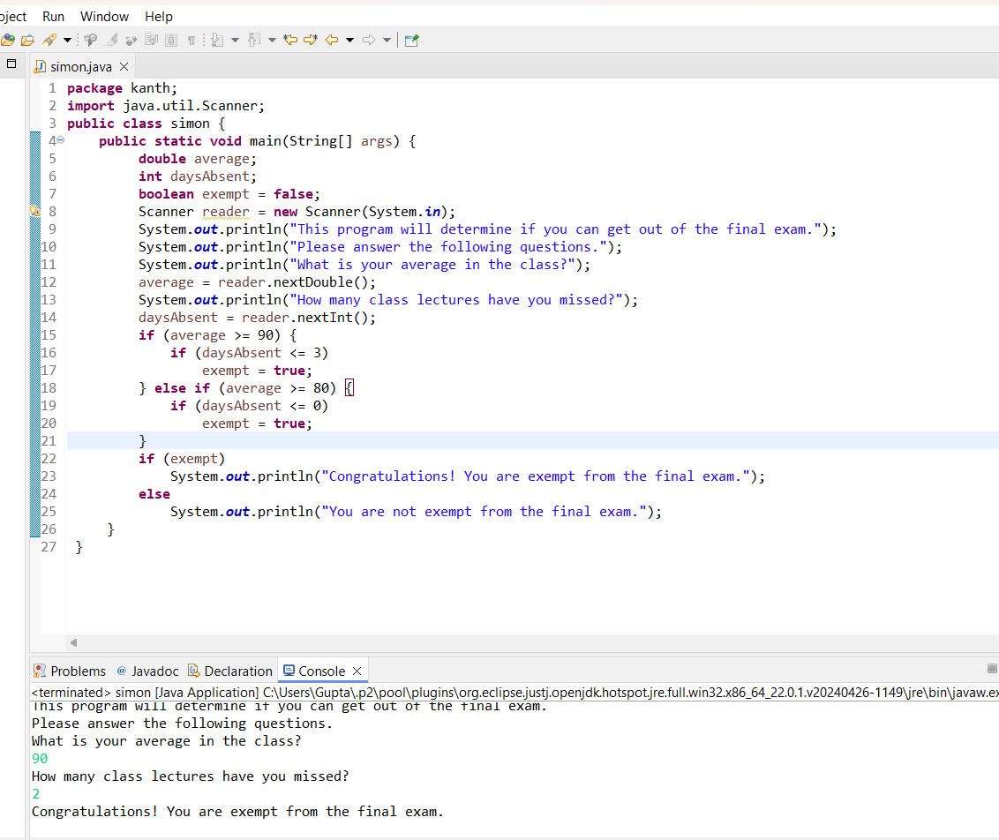 oject Run Window Help
simon.java
1 package kanth;
2 import java.util.Scanner;
3 public class simon {
4 public static void main(String[] args) {
5 double average;
6 int daysAbsent;
7 boolean exempt = false;
8 Scanner reader = new Scanner(System.in);
9 System.out.println("This program will determine if you can get out of the final exam.");
10 System.out.println("Please answer the following questions.");
11 System.out.println("What is your average in the class?");
12 average = reader.nextDouble();
13 System.out.println("How many class lectures have you missed?");
14 daysAbsent = reader.nextInt();
15 if (average >= 90) {
16 if (daysAbsent <= 3)
17 exempt = true;
18 } else if (average >= 80) {
19 if (daysAbsent <= 0)
20 exempt = true;
21 }
22 if (exempt)
23 System.out.println("Congratulations! You are exempt from the final exam.");
24 else
25 System.out.println("You are not exempt from the final exam.");
26 }
27 }
Problems @ Javadoc Declaration Console
<terminated> simon [Java Application] C:\Users\Gupta\.p2\pool\plugins\org.eclipse.justj.openjdk.hotspot.jre.full.win32.x86_64_22.0.1.v20240426-1149\jre\bin\javaw.ex
This program will determine if you can get out of the final exam.
Please answer the following questions.
What is your average in the class?
90
How many class lectures have you missed?
2
Congratulations! You are exempt from the final exam.